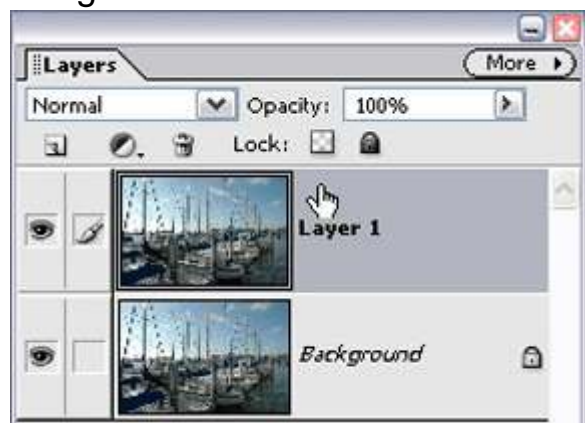 Layers More
Normal Opacity: 100%
Lock:
Layer 1
Background